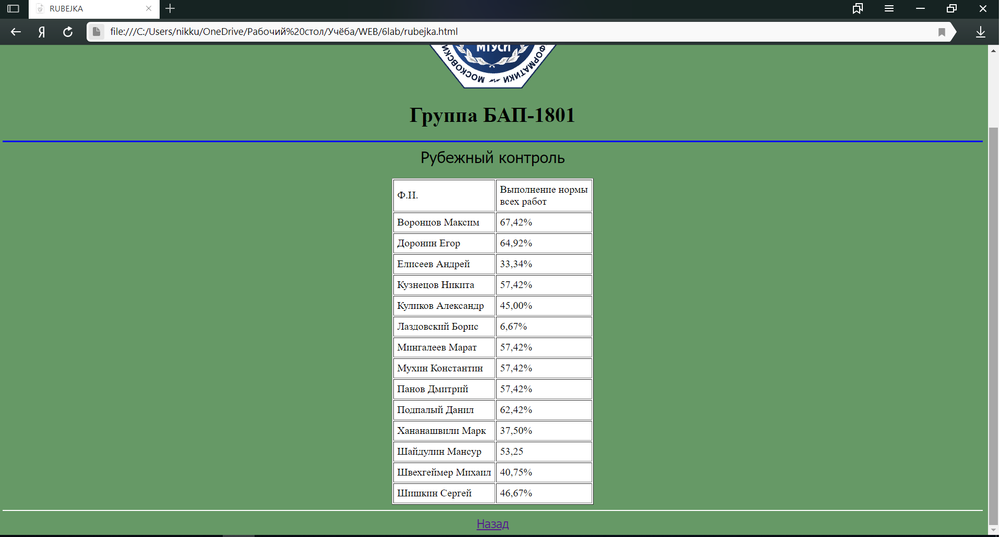 RUBEJKA
file:///C:/Users/nikku/OneDrive/Рабочий%20стол/Учёба/WEB/6lab/rubejka.html
МТУСИ
МОСКОВСКИ ФОРМАТИКИ
Группа БАП-1801
Рубежный контроль
Ф.И. Выполнение нормы
всех работ
Воронцов Максим 67,42%
Доронин Егор 64,92%
Елисеев Андрей 33,34%
Кузнецов Никита 57,42%
Куликов Александр 45,00%
Лаздовский Борис 6,67%
Мингалеев Марат 57,42%
Мухин Константин 57,42%
Панов Дмитрий 57,42%
Подпалый Данил 62,42%
Хананашвили Марк 37,50%
Шайдулин Мансур 53,25
Швехгеймер Михаил 40,75%
Шишкин Сергей 46,67%
Назад